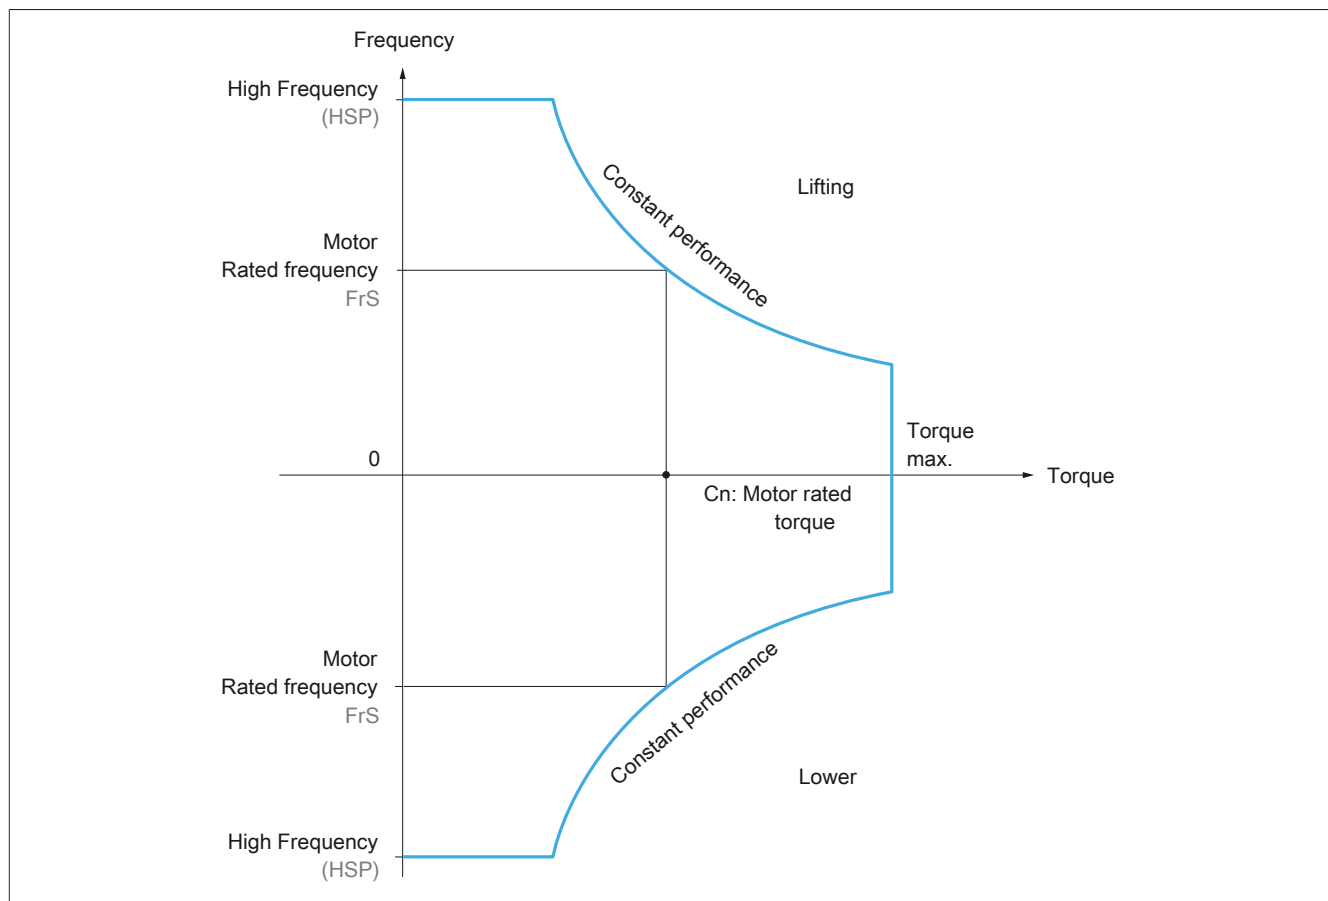 Frequency
High Frequency
(HSP)
Constant performance
Lifting
Motor
Rated frequency
FrS
Torque
max.
0
Torque
Cn: Motor rated
torque
Motor
Rated frequency
FrS
Constant performance
Lower
High Frequency
(HSP)